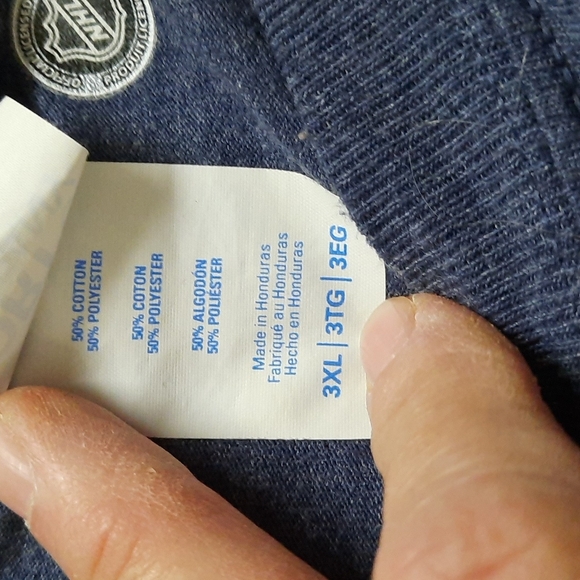 NHL
50% COTTON
50% POLYESTER
50% COTON
50% POLYESTER
50% ALGODÓN
50% POLIÉSTER
Made in Honduras
Fabriqué au Honduras
Hecho en Honduras
3XL | 3TG | 3EG